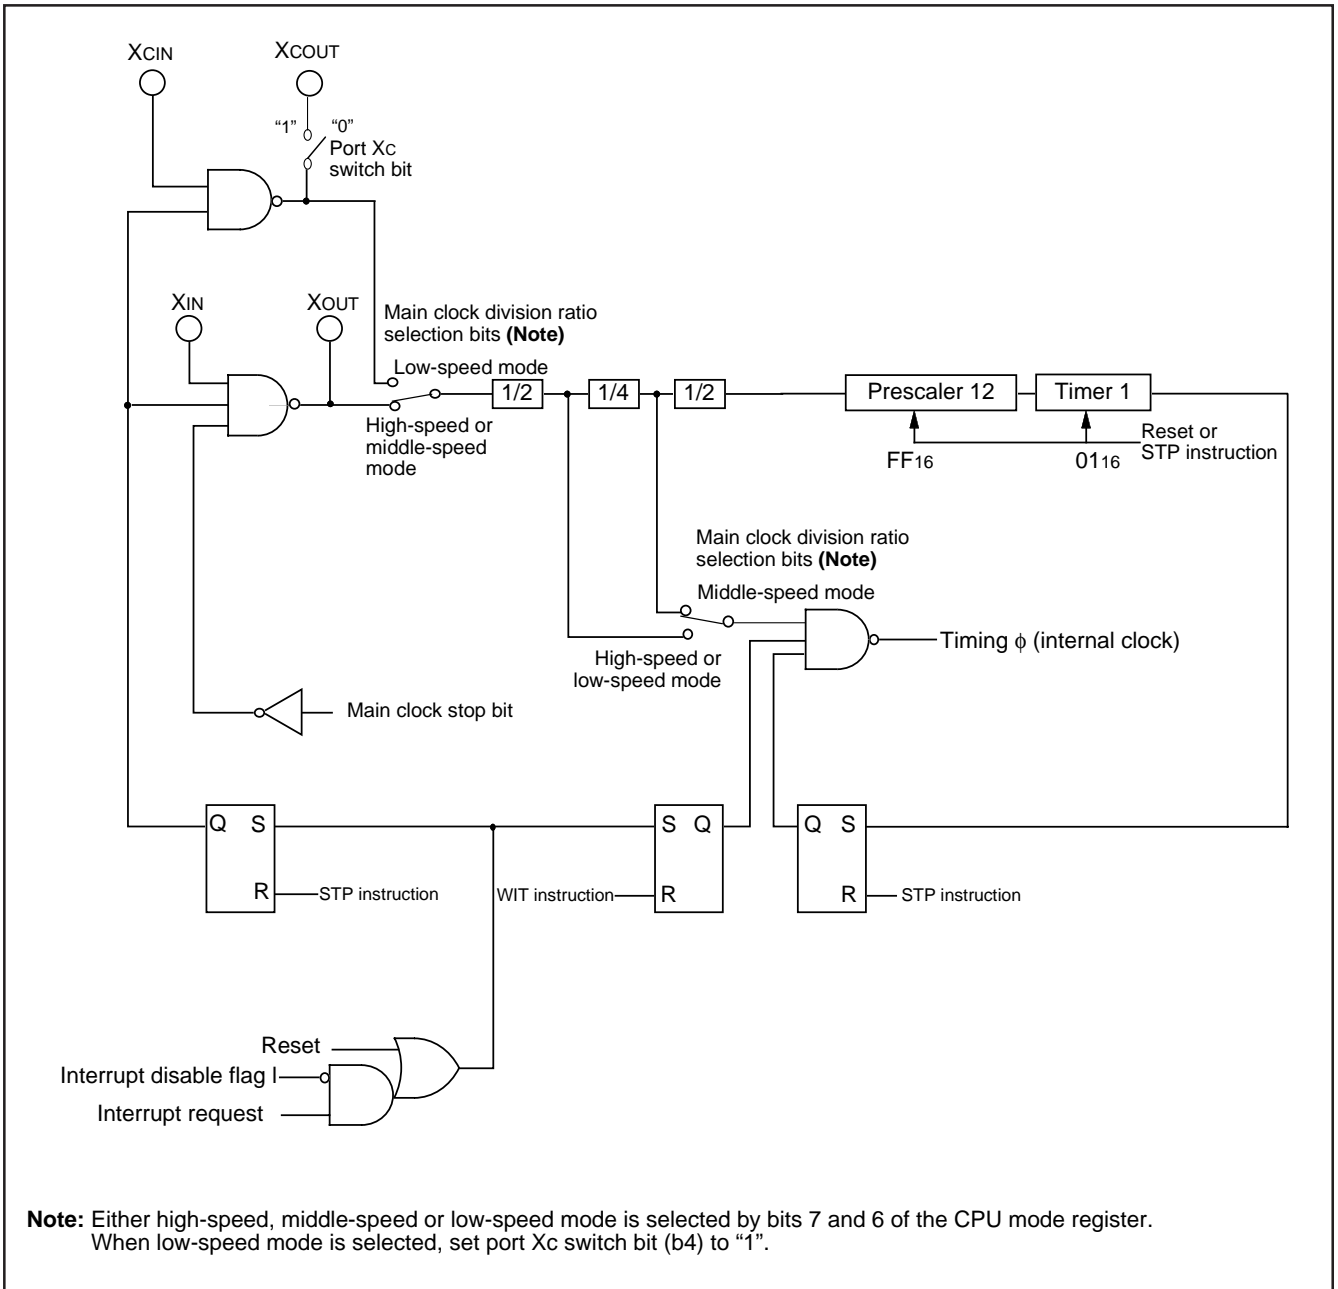 XCIN
XCOUT
“1” “0”
Port XC
switch bit
XIN
XOUT
Main clock division ratio
selection bits (Note)
Low-speed mode
1/2
1/4
1/2
Prescaler 12
Timer 1
High-speed or
middle-speed
mode
FF16
0116
Reset or
STP instruction
Main clock division ratio
selection bits (Note)
Middle-speed mode
High-speed or
low-speed mode
Timing ϕ (internal clock)
Main clock stop bit
Q S
R
STP instruction
S Q
R
WIT instruction
Q S
R
STP instruction
Reset
Interrupt disable flag I
Interrupt request
Note: Either high-speed, middle-speed or low-speed mode is selected by bits 7 and 6 of the CPU mode register.
When low-speed mode is selected, set port Xc switch bit (b4) to “1”.